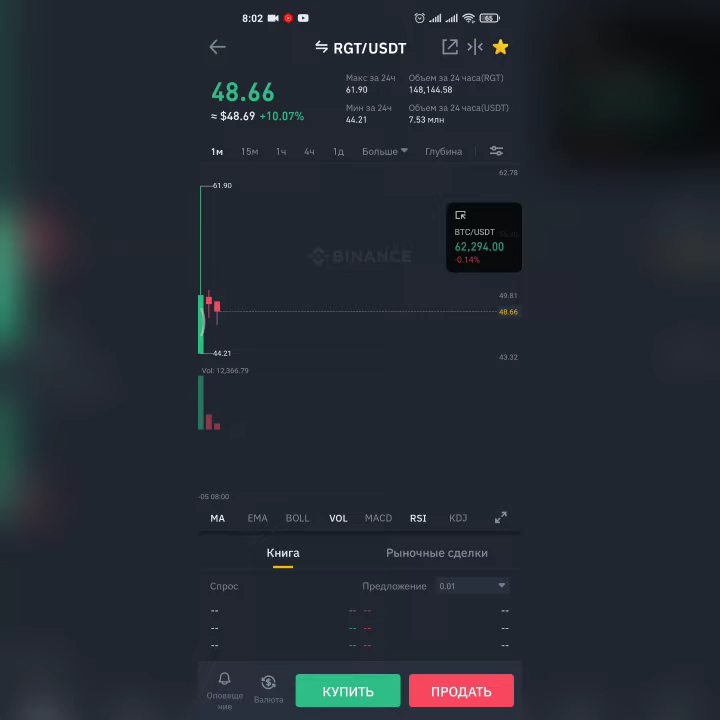 8:02
65
RGT/USDT
48.66
≈ $48.69 +10.07%
Макс за 24ч
61.90
Объем за 24 часа(RGT)
148,144.58
Мин за 24ч
44.21
Объем за 24 часа(USDT)
7.53 млн
1м 15м 1ч 4ч 1д Больше Глубина
62.78
61.90
BTC/USDT
62,294.00
-0.14%
BINANCE
49.81
48.66
44.21
43.32
Vol: 12,366.79
-05 08:00
MA EMA BOLL VOL MACD RSI KDJ
Книга Рыночные сделки
Спрос Предложение 0.01
-- -- -- --
-- -- -- --
-- -- -- --
Оповеще
ние
Валюта
КУПИТЬ
ПРОДАТЬ